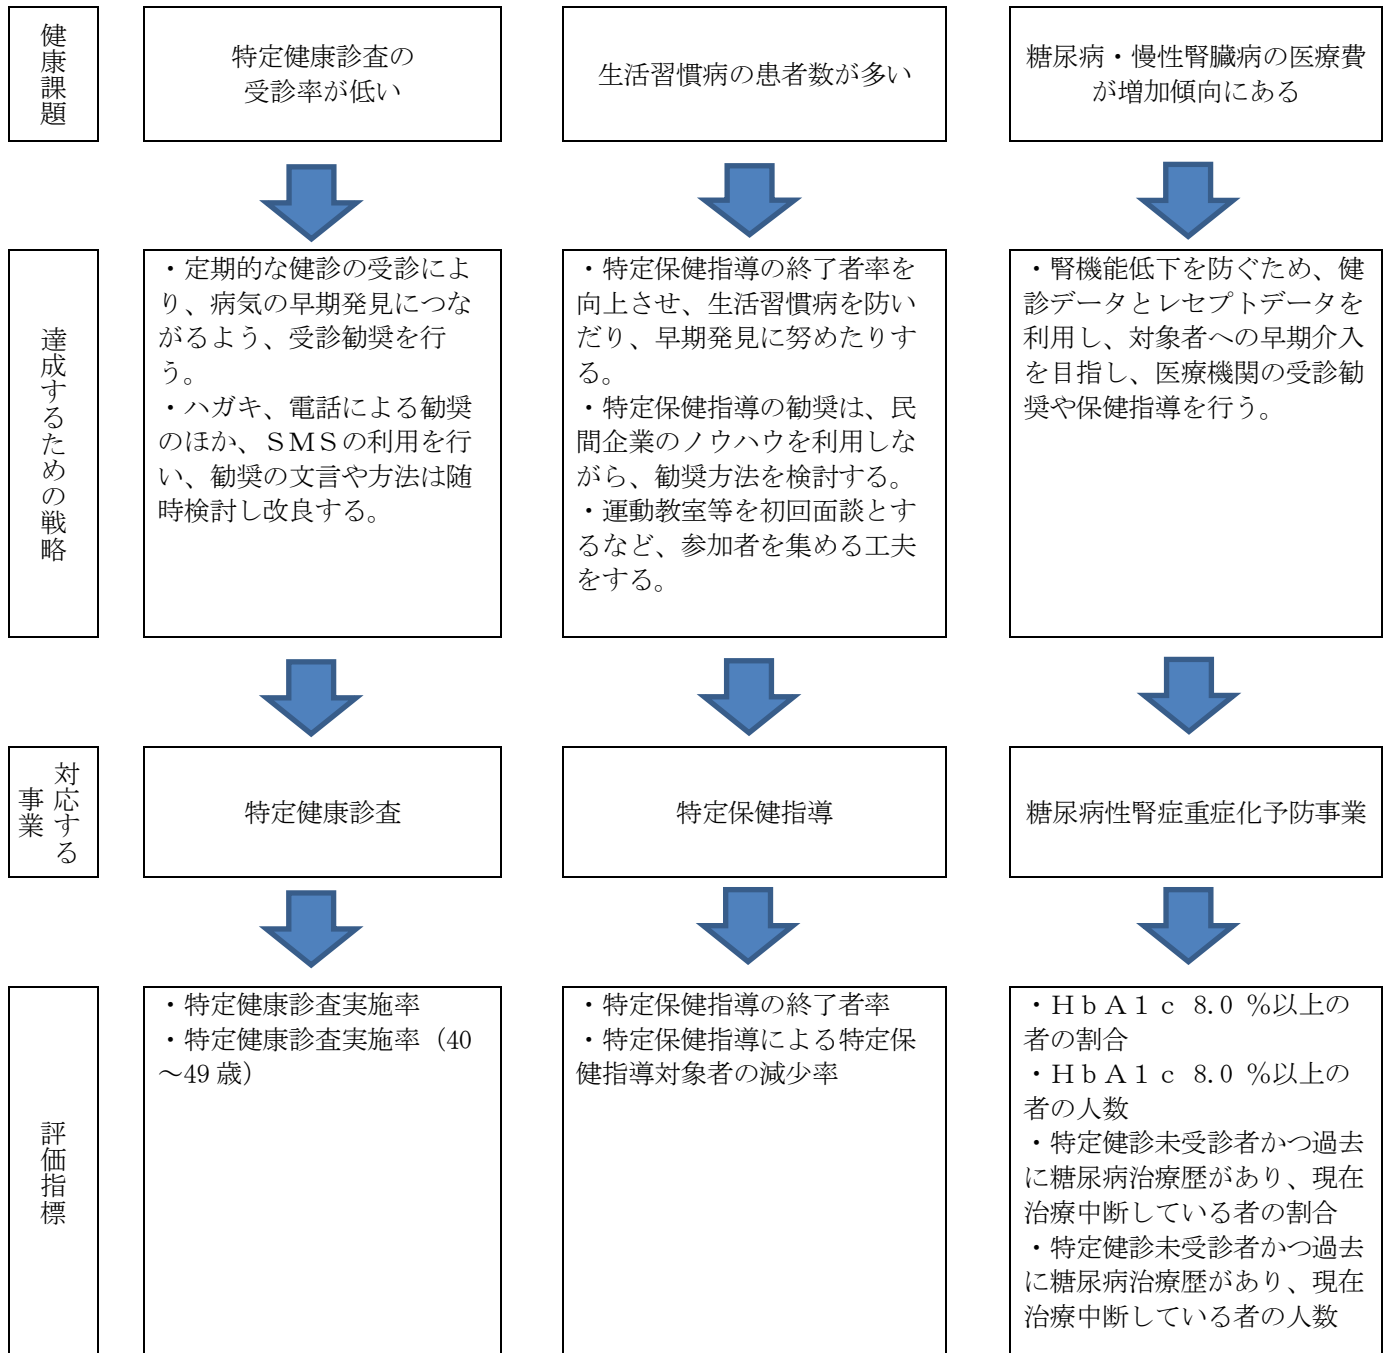 健康課題
特定健康診査の
受診率が低い
生活習慣病の患者数が多い
糖尿病・慢性腎臓病の医療費
が増加傾向にある
達成するための戦略
・定期的な健診の受診によ
り、病気の早期発見につな
がるよう、受診勧奨を行
う。
・ハガキ、電話による勧奨
のほか、ＳＭＳの利用を行
い、勧奨の文言や方法は随
時検討し改良する。
・特定保健指導の終了者率を
向上させ、生活習慣病を防い
だり、早期発見に努めたりす
る。
・特定保健指導の勧奨は、民
間企業のノウハウを利用しな
がら、勧奨方法を検討する。
・運動教室等を初回面談とす
るなど、参加者を集める工夫
をする。
・腎機能低下を防ぐため、健
診データとレセプトデータを
利用し、対象者への早期介入
を目指し、医療機関の受診勧
奨や保健指導を行う。
対応する
事業
特定健康診査
特定保健指導
糖尿病性腎症重症化予防事業
評価指標
・特定健康診査実施率
・特定健康診査実施率（40
～49 歳）
・特定保健指導の終了者率
・特定保健指導による特定保
健指導対象者の減少率
・ＨｂＡ１ｃ 8.0 ％以上の
者の割合
・ＨｂＡ１ｃ 8.0 ％以上の
者の人数
・特定健診未受診者かつ過去
に糖尿病治療歴があり、現在
治療中断している者の割合
・特定健診未受診者かつ過去
に糖尿病治療歴があり、現在
治療中断している者の人数